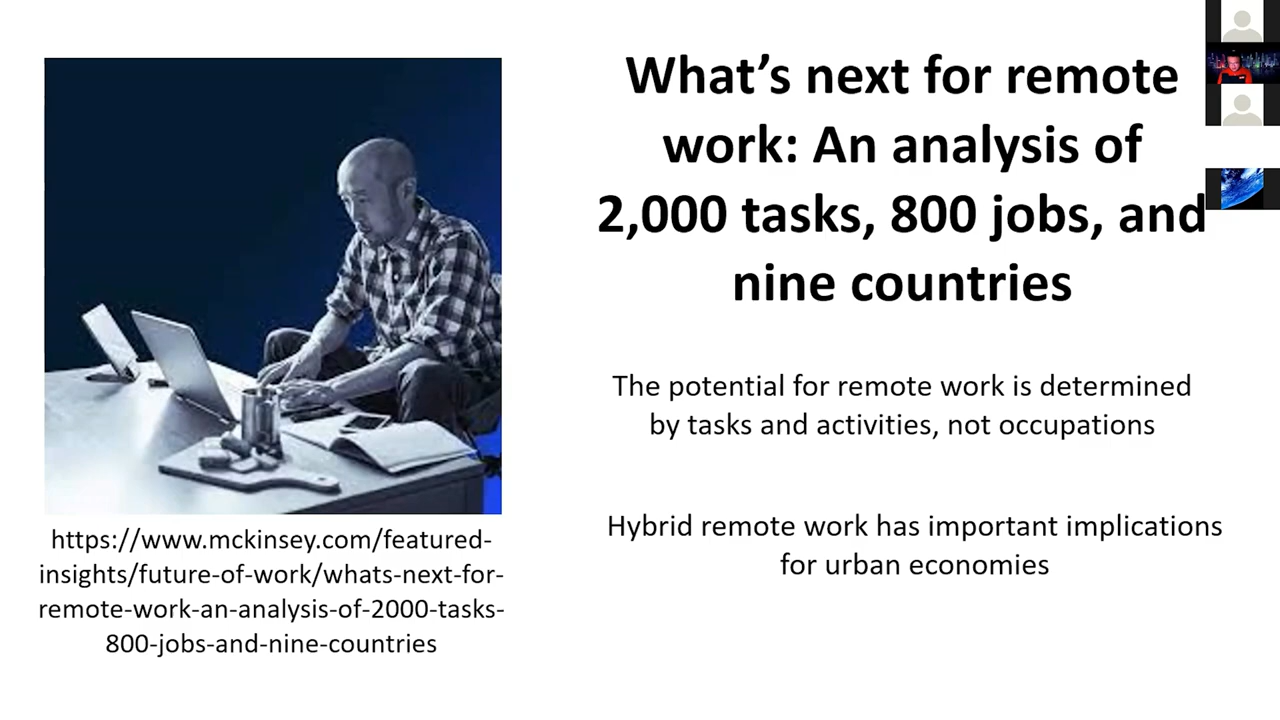 What’s next for remote
work: An analysis of
2,000 tasks, 800 jobs, and
nine countries
The potential for remote work is determined
by tasks and activities, not occupations
Hybrid remote work has important implications
for urban economies
https://www.mckinsey.com/featured-
insights/future-of-work/whats-next-for-
remote-work-an-analysis-of-2000-tasks-
800-jobs-and-nine-countries